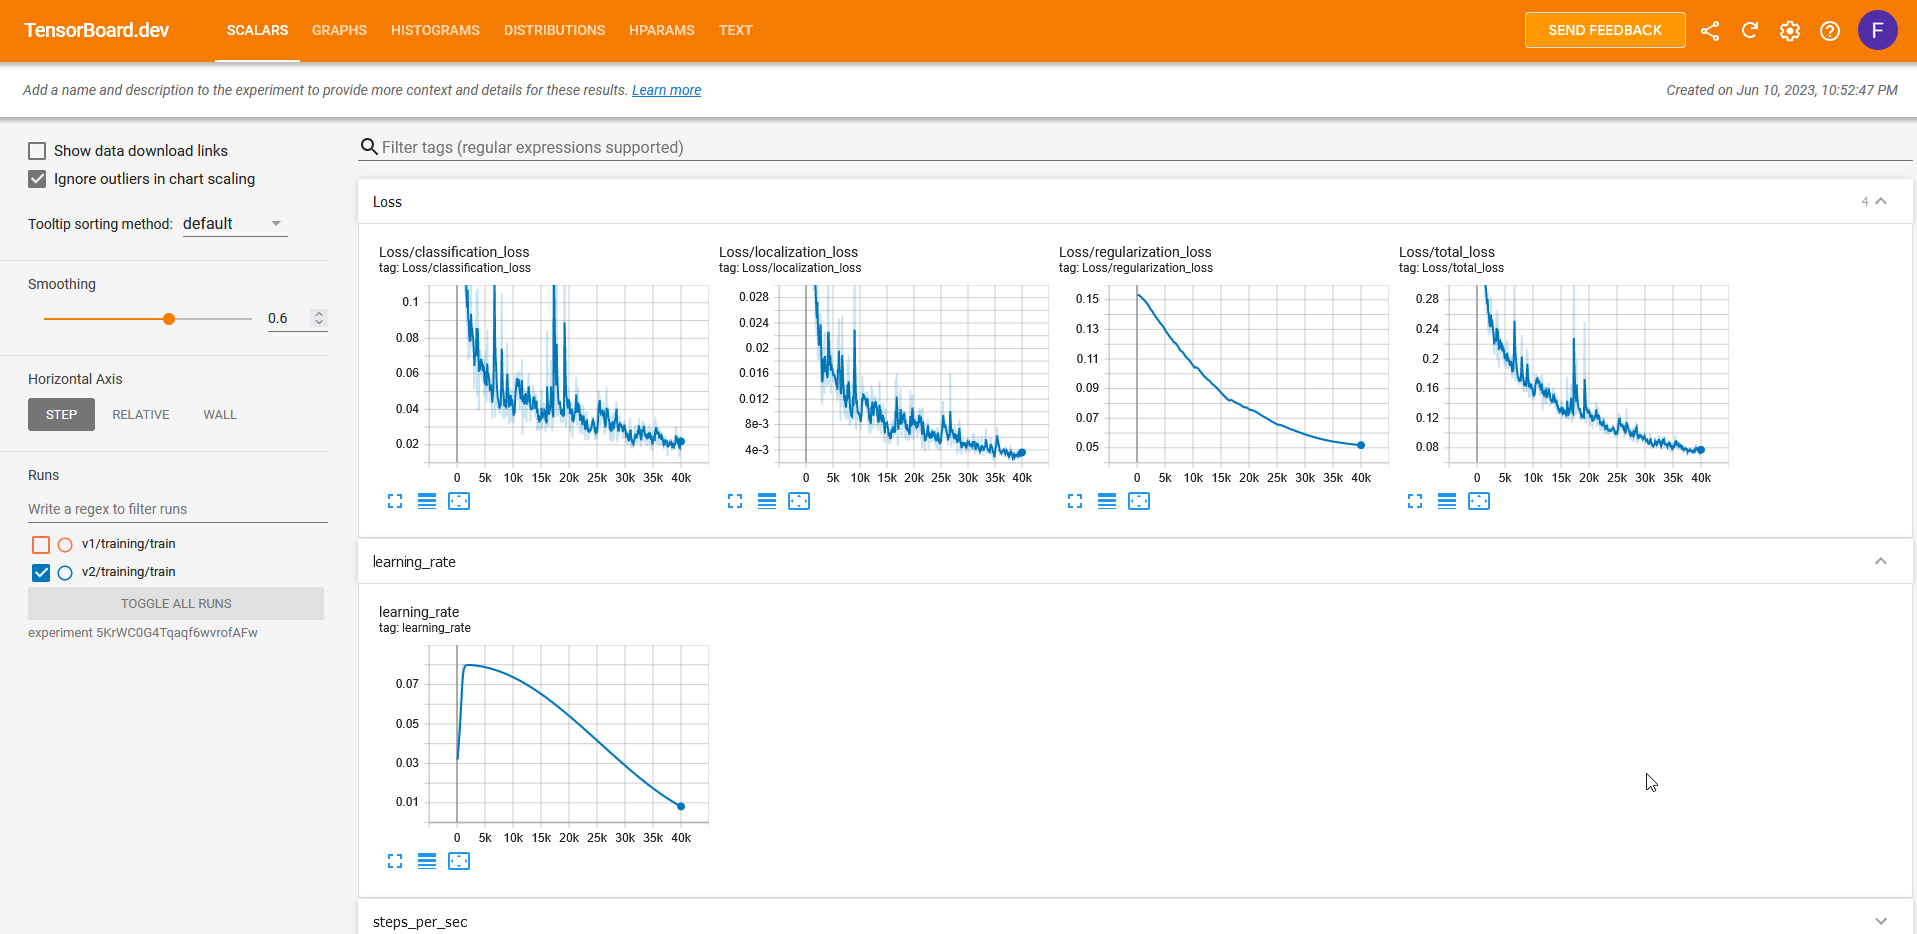 TensorBoard.dev SCALARS GRAPHS HISTOGRAMS DISTRIBUTIONS HPARAMS TEXT SEND FEEDBACK F
Add a name and description to the experiment to provide more context and details for these results. Learn more Created on Jun 10, 2023, 10:52:47 PM
Show data download links
Ignore outliers in chart scaling
Tooltip sorting method: default
Smoothing
0.6
Horizontal Axis
STEP RELATIVE WALL
Runs
Write a regex to filter runs
v1/training/train
v2/training/train
TOGGLE ALL RUNS
experiment 5KrWC0G4Tqaqf6wvrofAFw
Filter tags (regular expressions supported)
Loss 4
Loss/classification_loss
tag: Loss/classification_loss
0.1
0.08
0.06
0.04
0.02
0 5k 10k 15k 20k 25k 30k 35k 40k
Loss/localization_loss
tag: Loss/localization_loss
0.028
0.024
0.02
0.016
0.012
8e-3
4e-3
0 5k 10k 15k 20k 25k 30k 35k 40k
Loss/regularization_loss
tag: Loss/regularization_loss
0.15
0.13
0.11
0.09
0.07
0.05
0 5k 10k 15k 20k 25k 30k 35k 40k
Loss/total_loss
tag: Loss/total_loss
0.28
0.24
0.2
0.16
0.12
0.08
0 5k 10k 15k 20k 25k 30k 35k 40k
learning_rate
learning_rate
tag: learning_rate
0.07
0.05
0.03
0.01
0 5k 10k 15k 20k 25k 30k 35k 40k
steps_per_sec